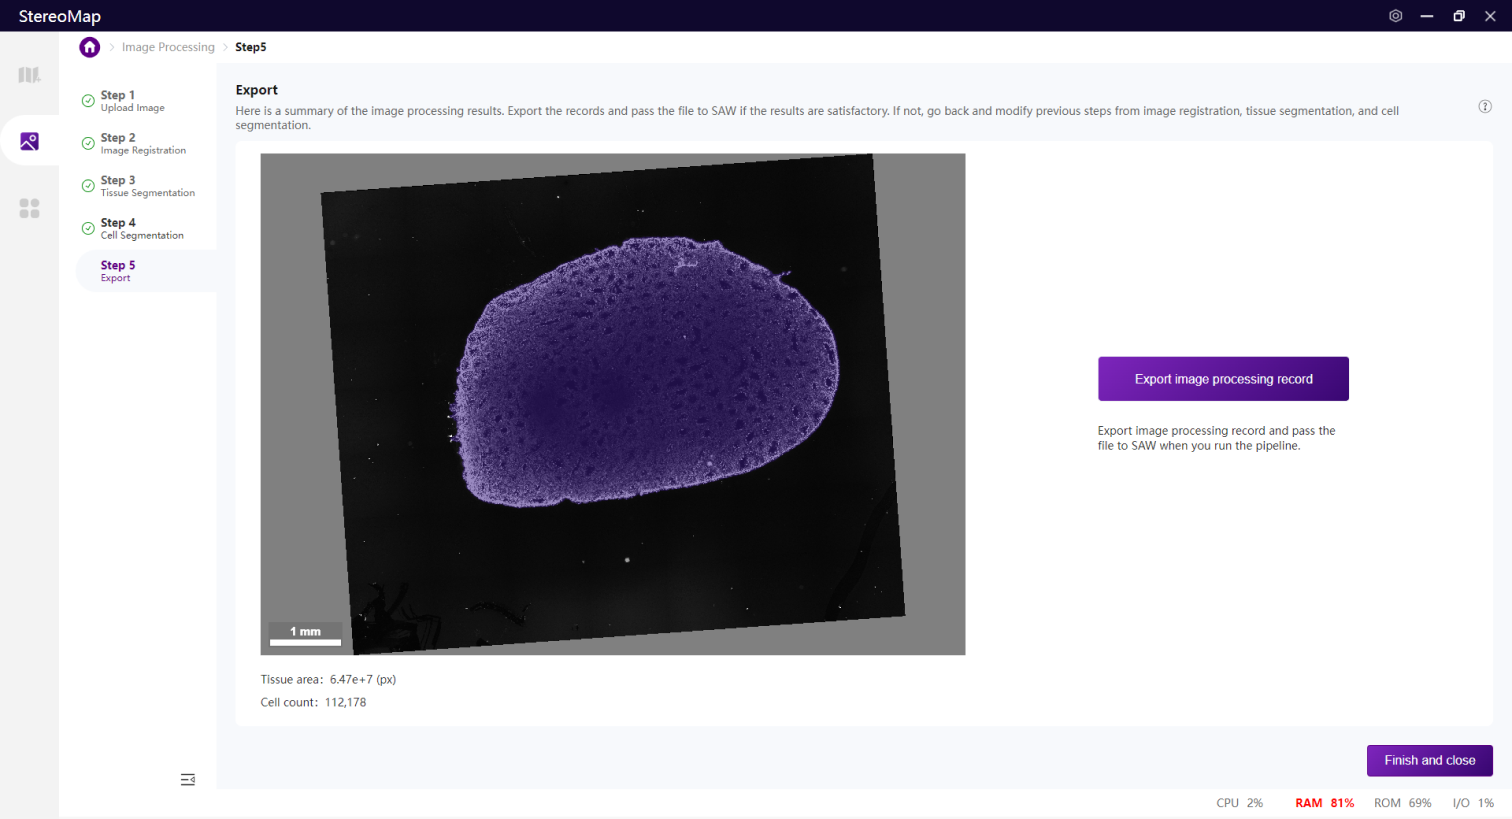 StereoMap
Image Processing
Step5
Step 1
Upload Image
Step 2
Image Registration
Step 3
Tissue Segmentation
Step 4
Cell Segmentation
Step 5
Export
Export
Here is a summary of the image processing results. Export the records and pass the file to SAW if the results are satisfactory. If not, go back and modify previous steps from image registration, tissue segmentation, and cell
segmentation.
1 mm
Tissue area: 6.47e+7 (px)
Cell count: 112,178
Export image processing record
Export image processing record and pass the
file to SAW when you run the pipeline.
Finish and close
CPU 2% RAM 81% ROM 69% I/O 1%